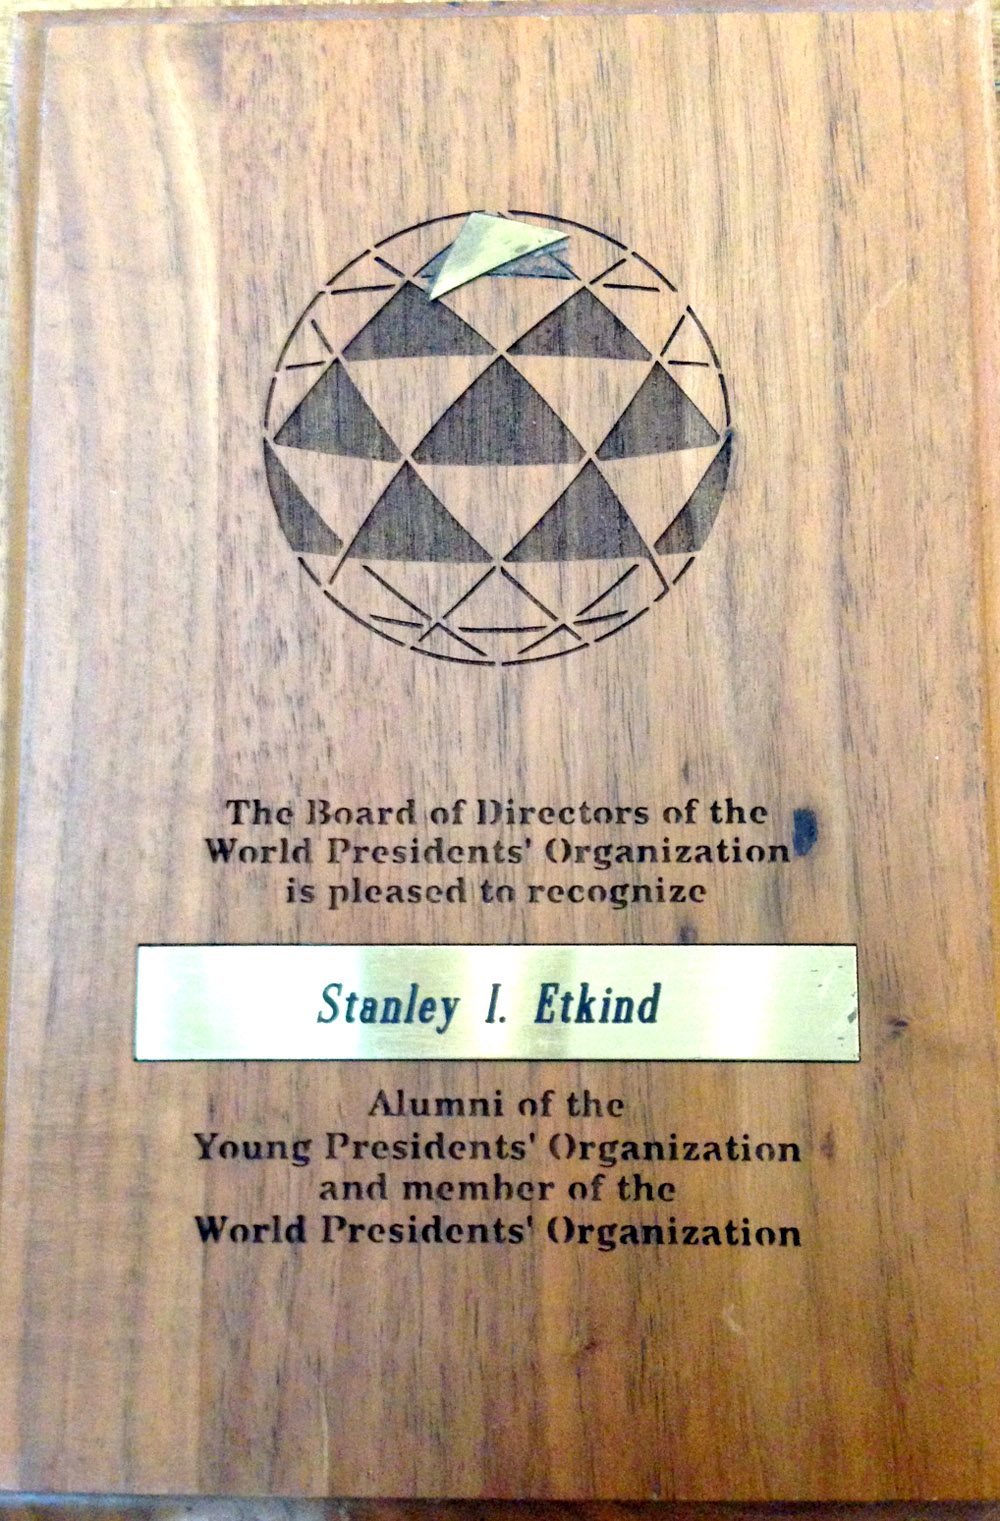 The Board of Directors of the
World Presidents' Organization
is pleased to recognize
Stanley I. Etkind
Alumni of the
Young Presidents' Organization
and member of the
World Presidents' Organization